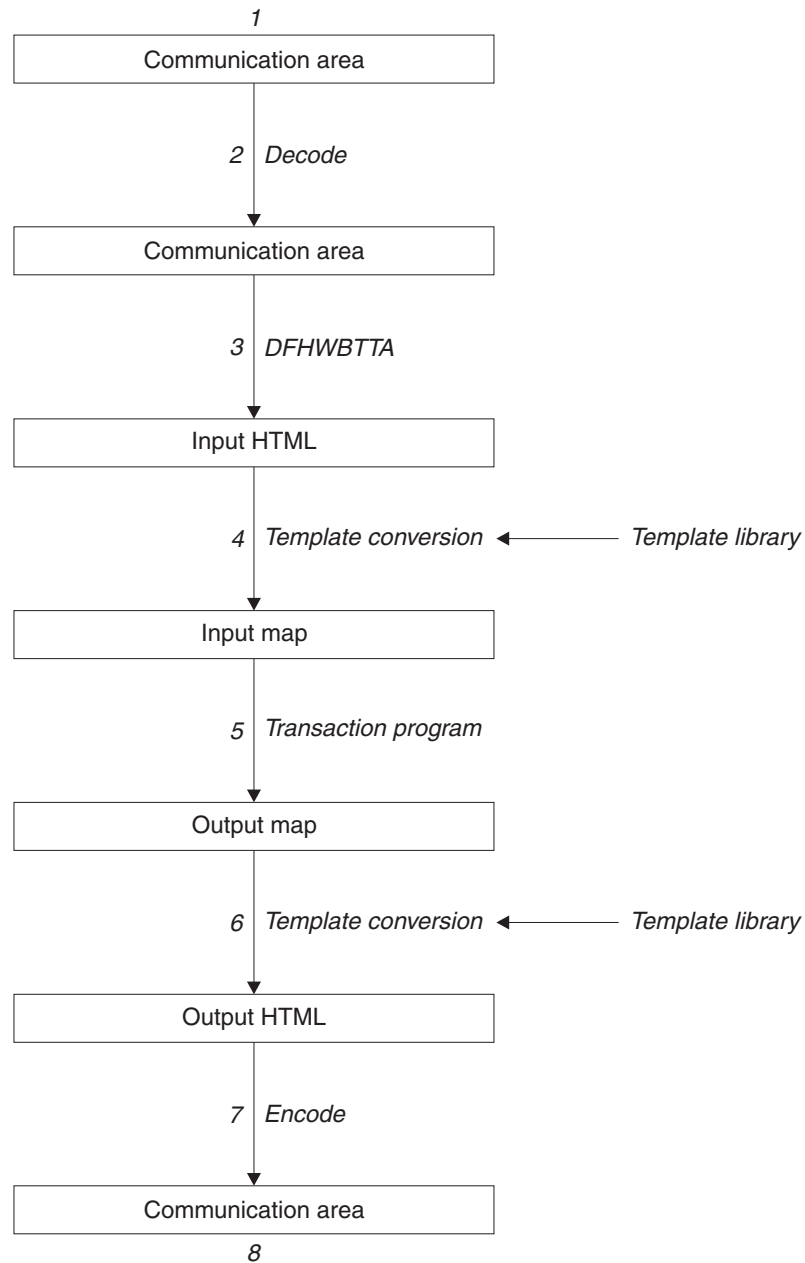 1
Communication area
2 Decode
Communication area
3 DFHWBTTA
Input HTML
4 Template conversion Template library
Input map
5 Transaction program
Output map
6 Template conversion Template library
Output HTML
7 Encode
Communication area
8